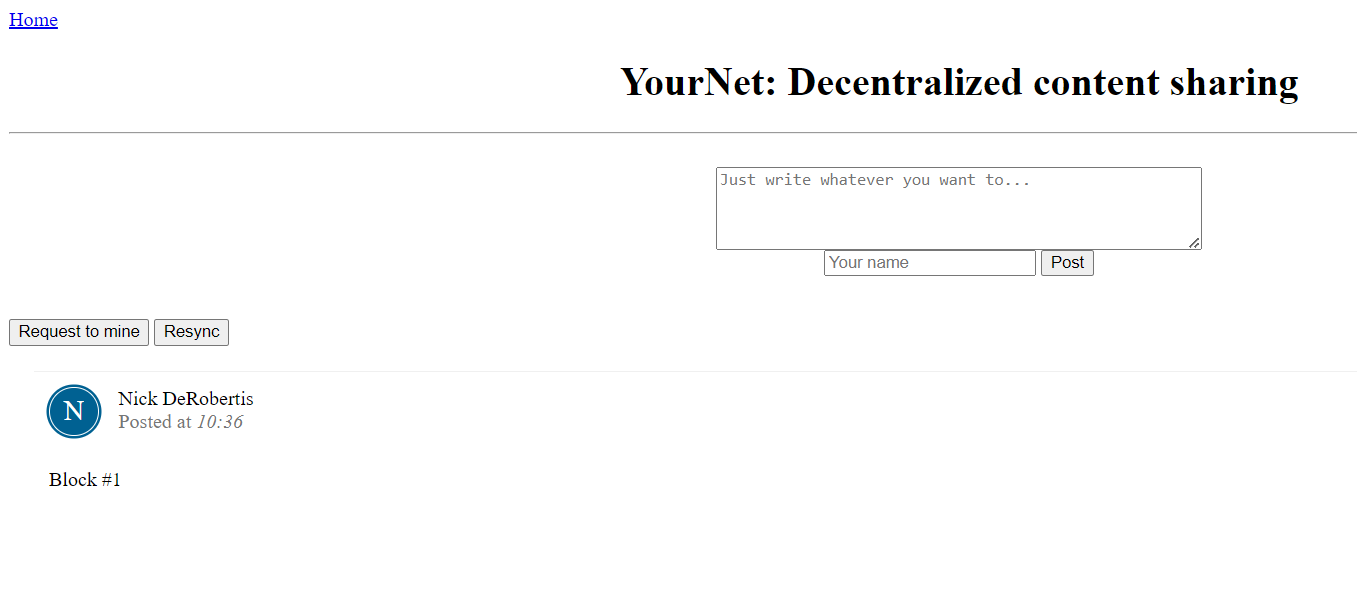 Home
YourNet: Decentralized content sharing
Just write whatever you want to...
Your name Post
Request to mine Resync
N
Nick DeRobertis
Posted at 10:36
Block #1